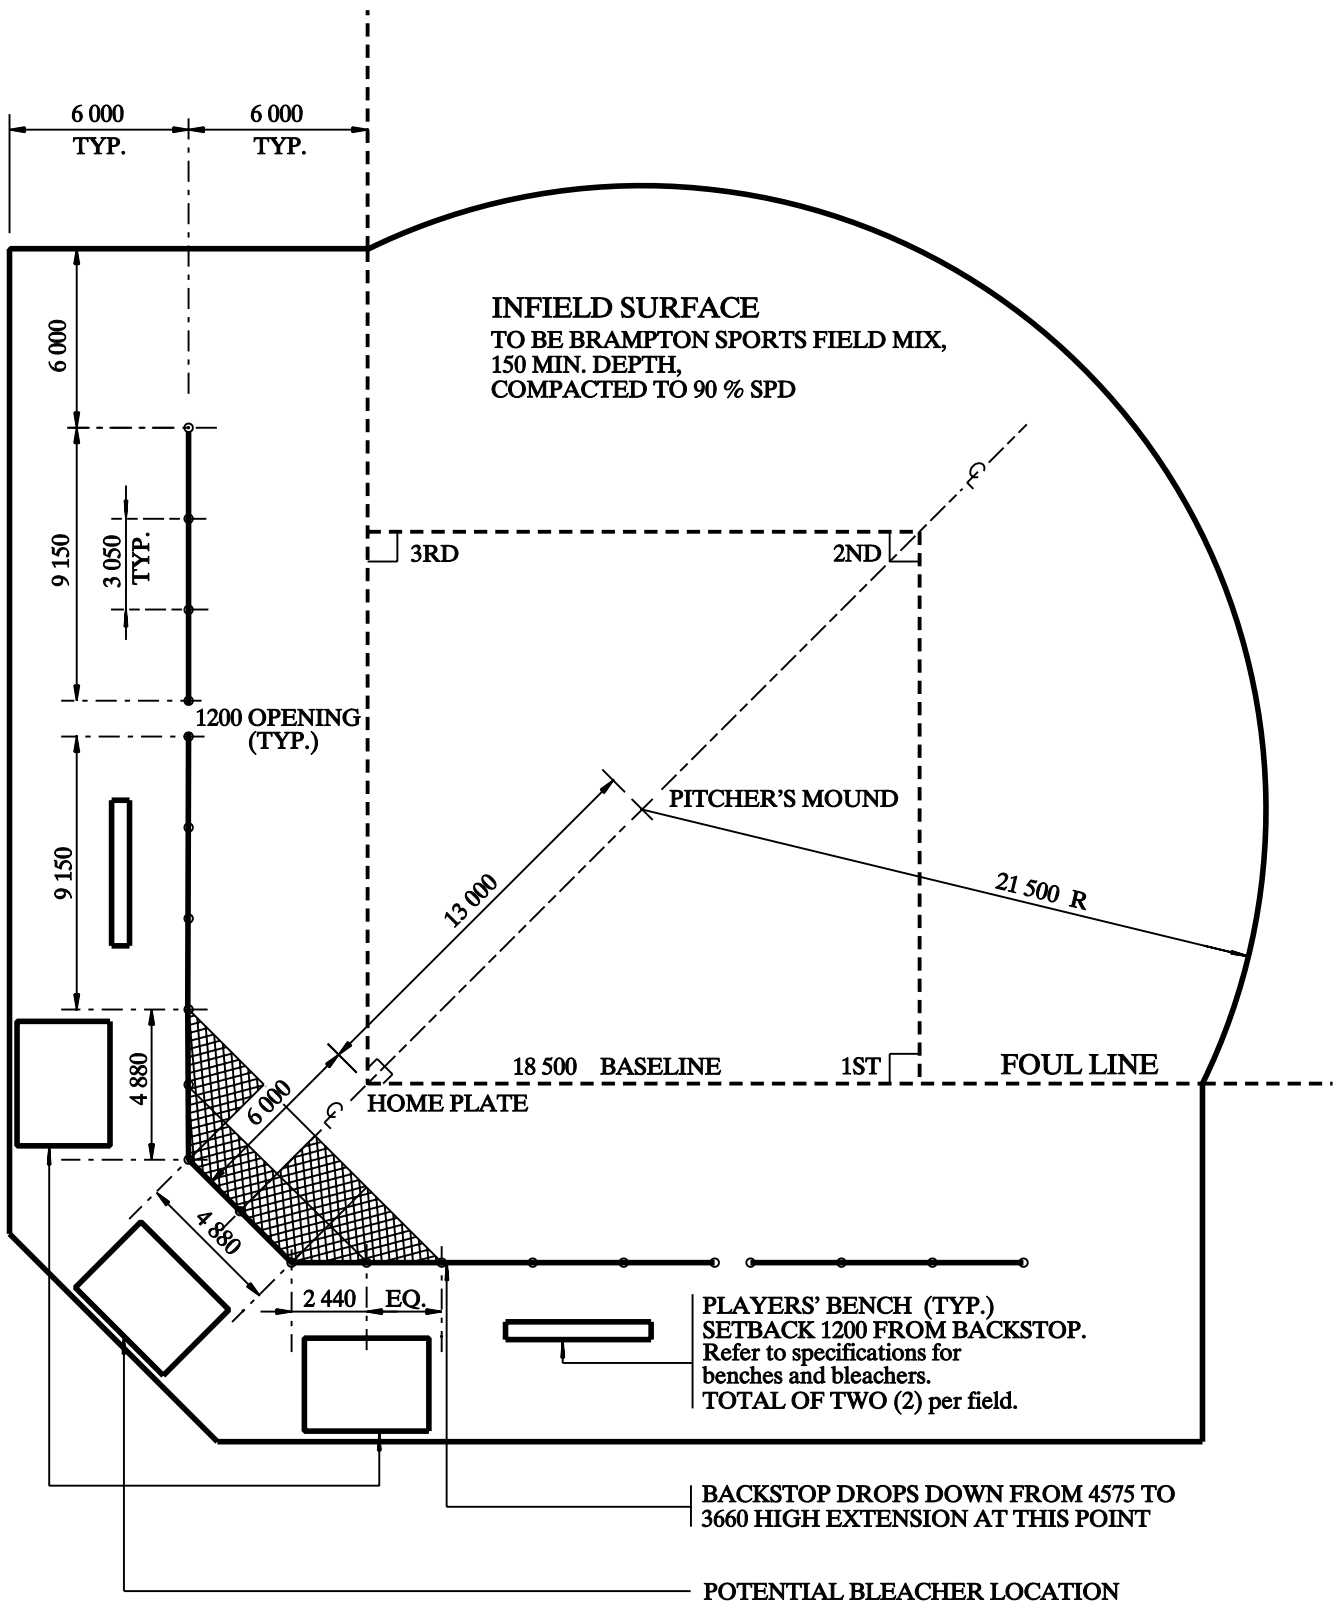 6 000
TYP.
6 000
TYP.
INFIELD SURFACE
TO BE BRAMPTON SPORTS FIELD MIX,
150 MIN. DEPTH,
COMPACTED TO 90 % SPD
6 000
℄
9 150
3 050
TYP.
3RD
2ND
1200 OPENING
(TYP.)
PITCHER'S MOUND
9 150
13 000
21 500 R
4 880
6 000
℄
18 500 BASELINE
1ST
FOUL LINE
HOME PLATE
4 880
2 440
EQ.
PLAYERS' BENCH (TYP.)
SETBACK 1200 FROM BACKSTOP.
Refer to specifications for
benches and bleachers.
TOTAL OF TWO (2) per field.
BACKSTOP DROPS DOWN FROM 4575 TO
3660 HIGH EXTENSION AT THIS POINT
POTENTIAL BLEACHER LOCATION